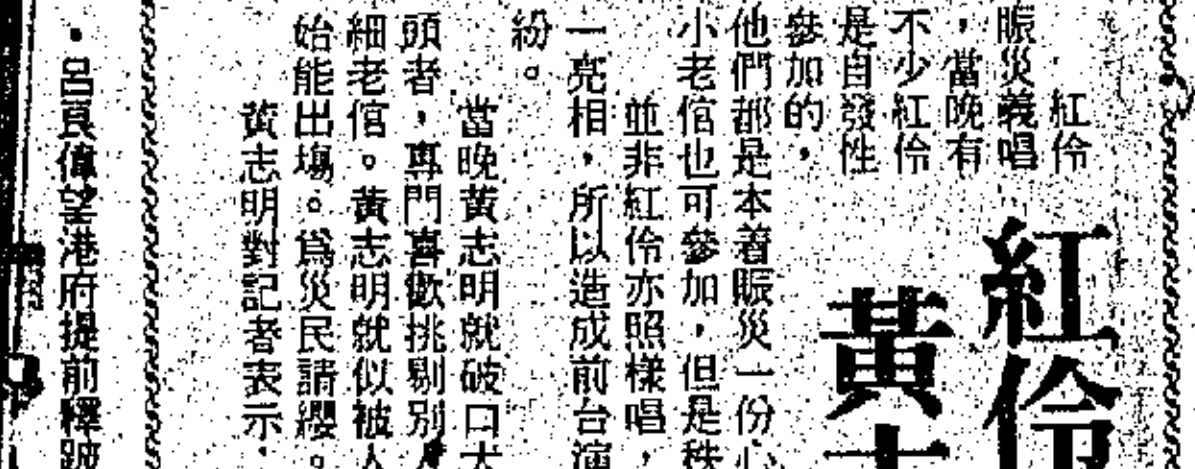 紅伶
黃志
紅伶
賑災義唱
，當晚有
不少紅伶
是自發性
參加的，
他們都是本着賑災一份心
小老倌也可參加，但是秩
並非紅伶亦照樣唱，
一亮相，所以造成前台演
紛。
當晚黃志明就破口大
頭者，專門喜歡挑剔別人
細老倌。黃志明就似被人
始能出場。為災民請纓。
黃志明對記者表示，
·呂良偉望港府提前釋